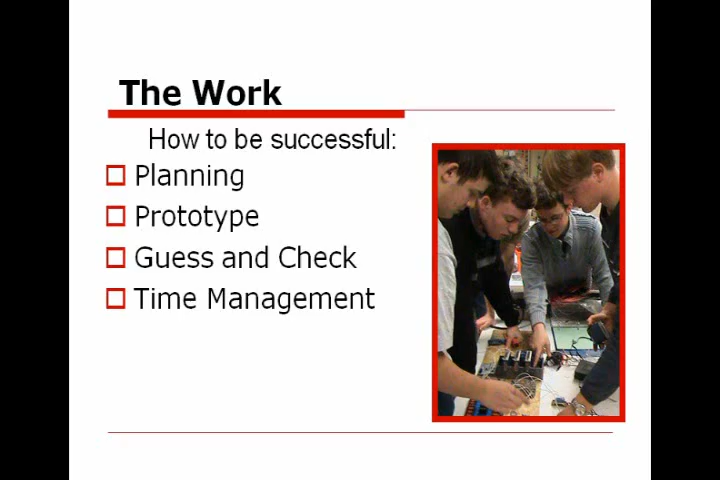 The Work
How to be successful:
Planning
Prototype
Guess and Check
Time Management